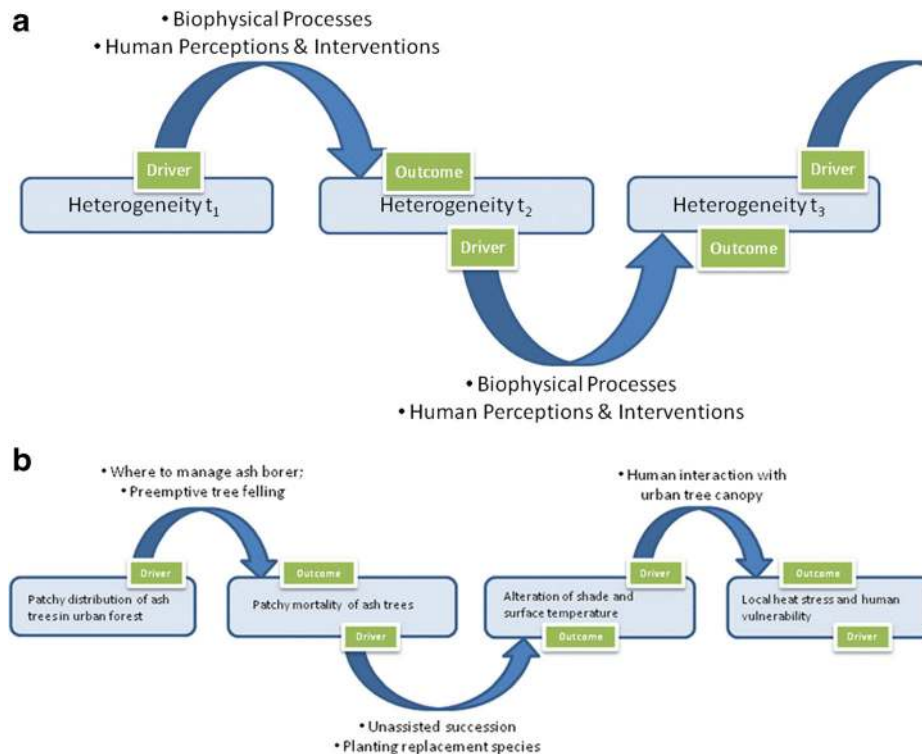 a
• Biophysical Processes
• Human Perceptions & Interventions
Driver
Outcome
Driver
Heterogeneity t1
Heterogeneity t2
Heterogeneity t3
Driver
Outcome
• Biophysical Processes
• Human Perceptions & Interventions
b
• Where to manage ash borer;
• Preemptive tree felling
• Human interaction with
urban tree canopy
Driver
Outcome
Driver
Outcome
Patchy distribution of ash
trees in urban forest
Patchy mortality of ash trees
Alteration of shade and
surface temperature
Local heat stress and human
vulnerability
Driver
Outcome
Driver
• Unassisted succession
• Planting replacement species